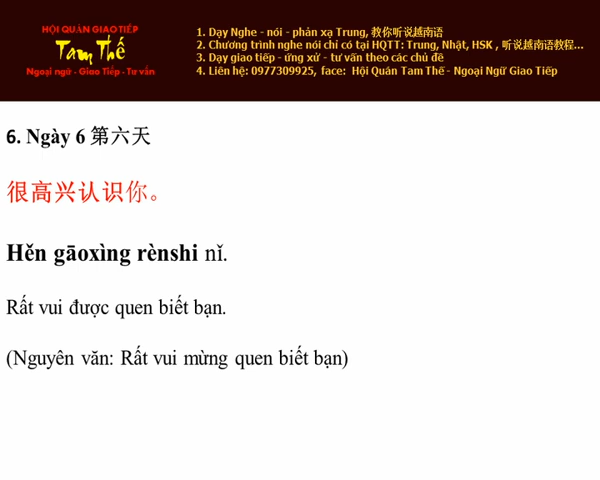 HỘI QUÁN GIAO TIẾP
Tam Thế
Ngoại ngữ - Giao Tiếp - Tư vấn
1. Dạy Nghe - nói - phản xạ Trung, 教你听说越南语
2. Chương trình nghe nói chỉ có tại HQTT: Trung, Nhật, HSK , 听说越南语教程...
3. Dạy giao tiếp - ứng xử - tư vấn theo các chủ đề
4. Liên hệ: 0977309925, face: Hội Quán Tam Thế - Ngoại Ngữ Giao Tiếp
6. Ngày 6 第六天
很高兴认识你。
Hěn gāoxìng rènshi nǐ.
Rất vui được quen biết bạn.
(Nguyên văn: Rất vui mừng quen biết bạn)